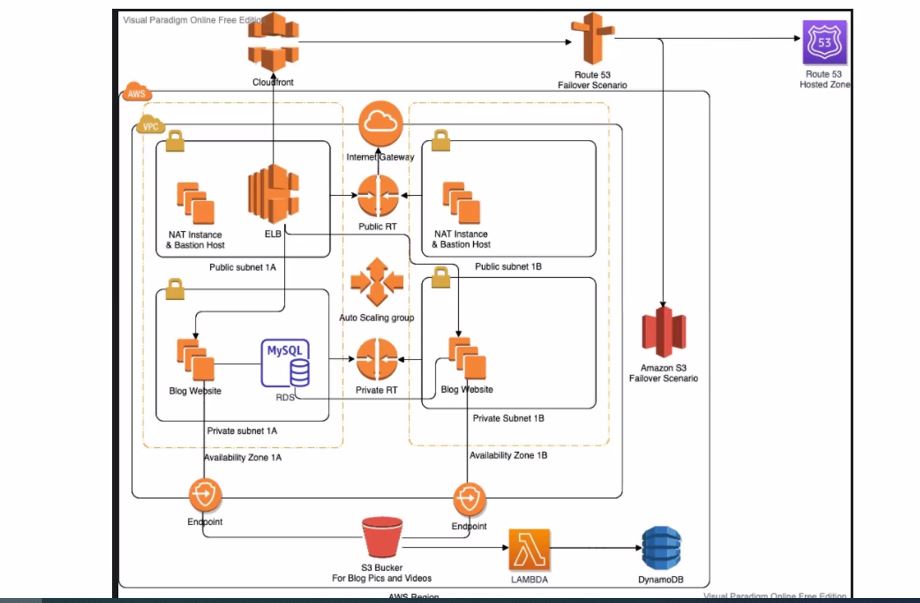 Visual Paradigm Online Free Edition
Cloudfront
Route 53
Failover Scenario
53
Route 53
Hosted Zone
AWS
VPC
Internet Gateway
NAT Instance
& Bastion Host
ELB
Public RT
NAT Instance
& Bastion Host
Public subnet 1A
Public subnet 1B
Auto Scaling group
MySQL
Blog Website
RDS
Private RT
Blog Website
Amazon S3
Failover Scenario
Private subnet 1A
Private Subnet 1B
Availability Zone 1A
Availability Zone 1B
Endpoint
Endpoint
S3 Bucker
For Blog Pics and Videos
LAMBDA
DynamoDB
AWS Region
Visual Paradigm Online Free Edition